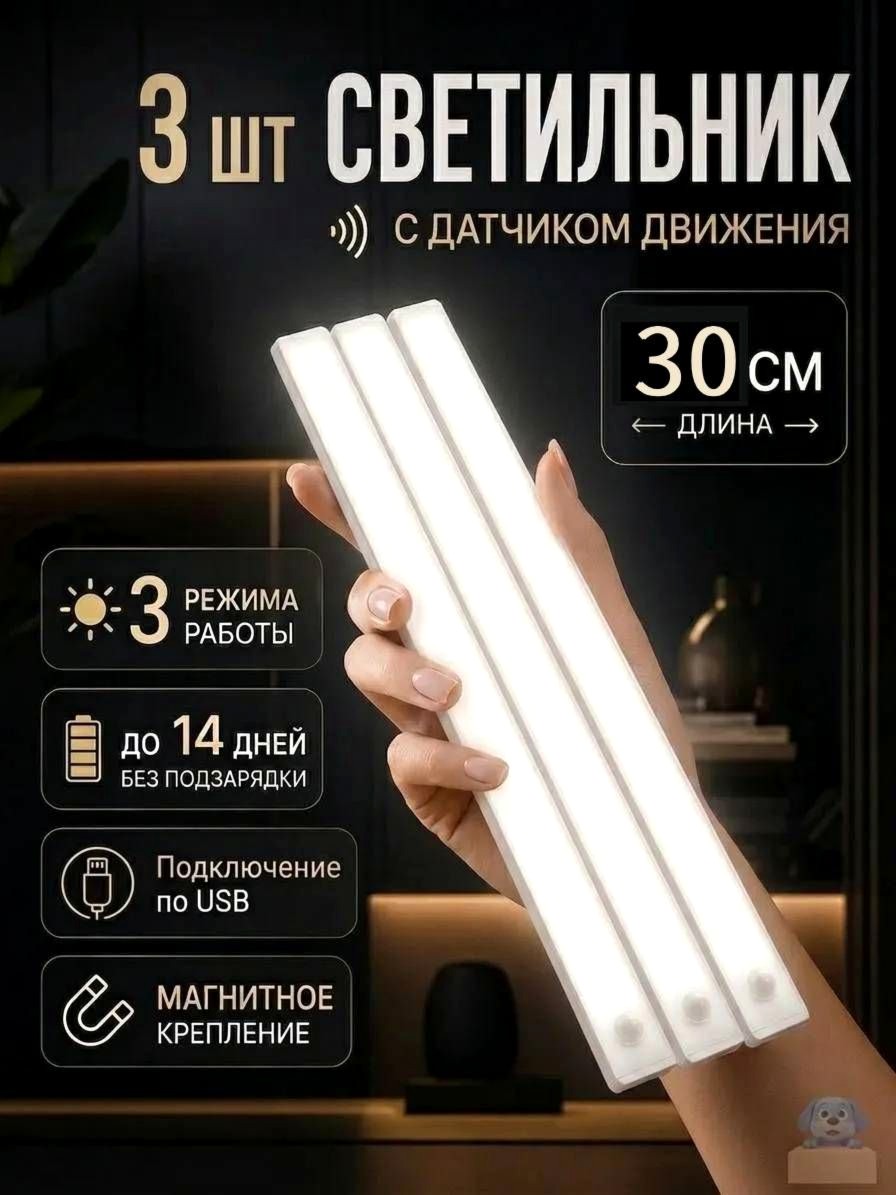 3 ШТ СВЕТИЛЬНИК
С ДАТЧИКОМ ДВИЖЕНИЯ
30 СМ
ДЛИНА
3 РЕЖИМА
РАБОТЫ
ДО 14 ДНЕЙ
БЕЗ ПОДЗАРЯДКИ
Подключение
по USB
МАГНИТНОЕ
КРЕПЛЕНИЕ